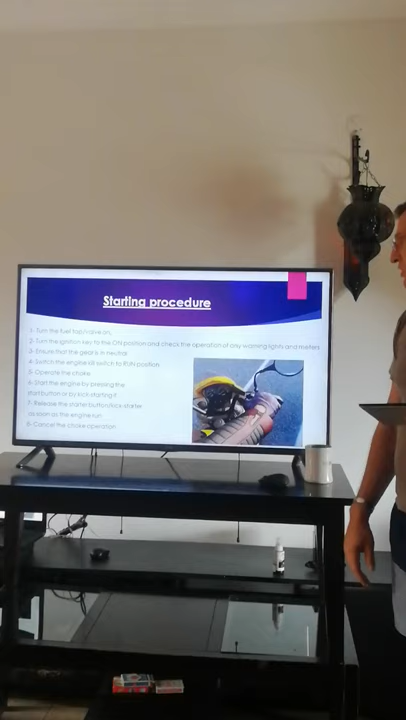 Starting procedure
1- Turn the fuel tap/valve on.
2- Turn the ignition key to the ON position and check the operation of any warning lights and meters
3- Ensure that the gear is in neutral
4- Switch the engine kill switch to RUN position
5- Operate the choke
6- Start the engine by pressing the
start button or by kick-starting it
7- Release the starter button/kick-starter
as soon as the engine run
8- Cancel the choke operation